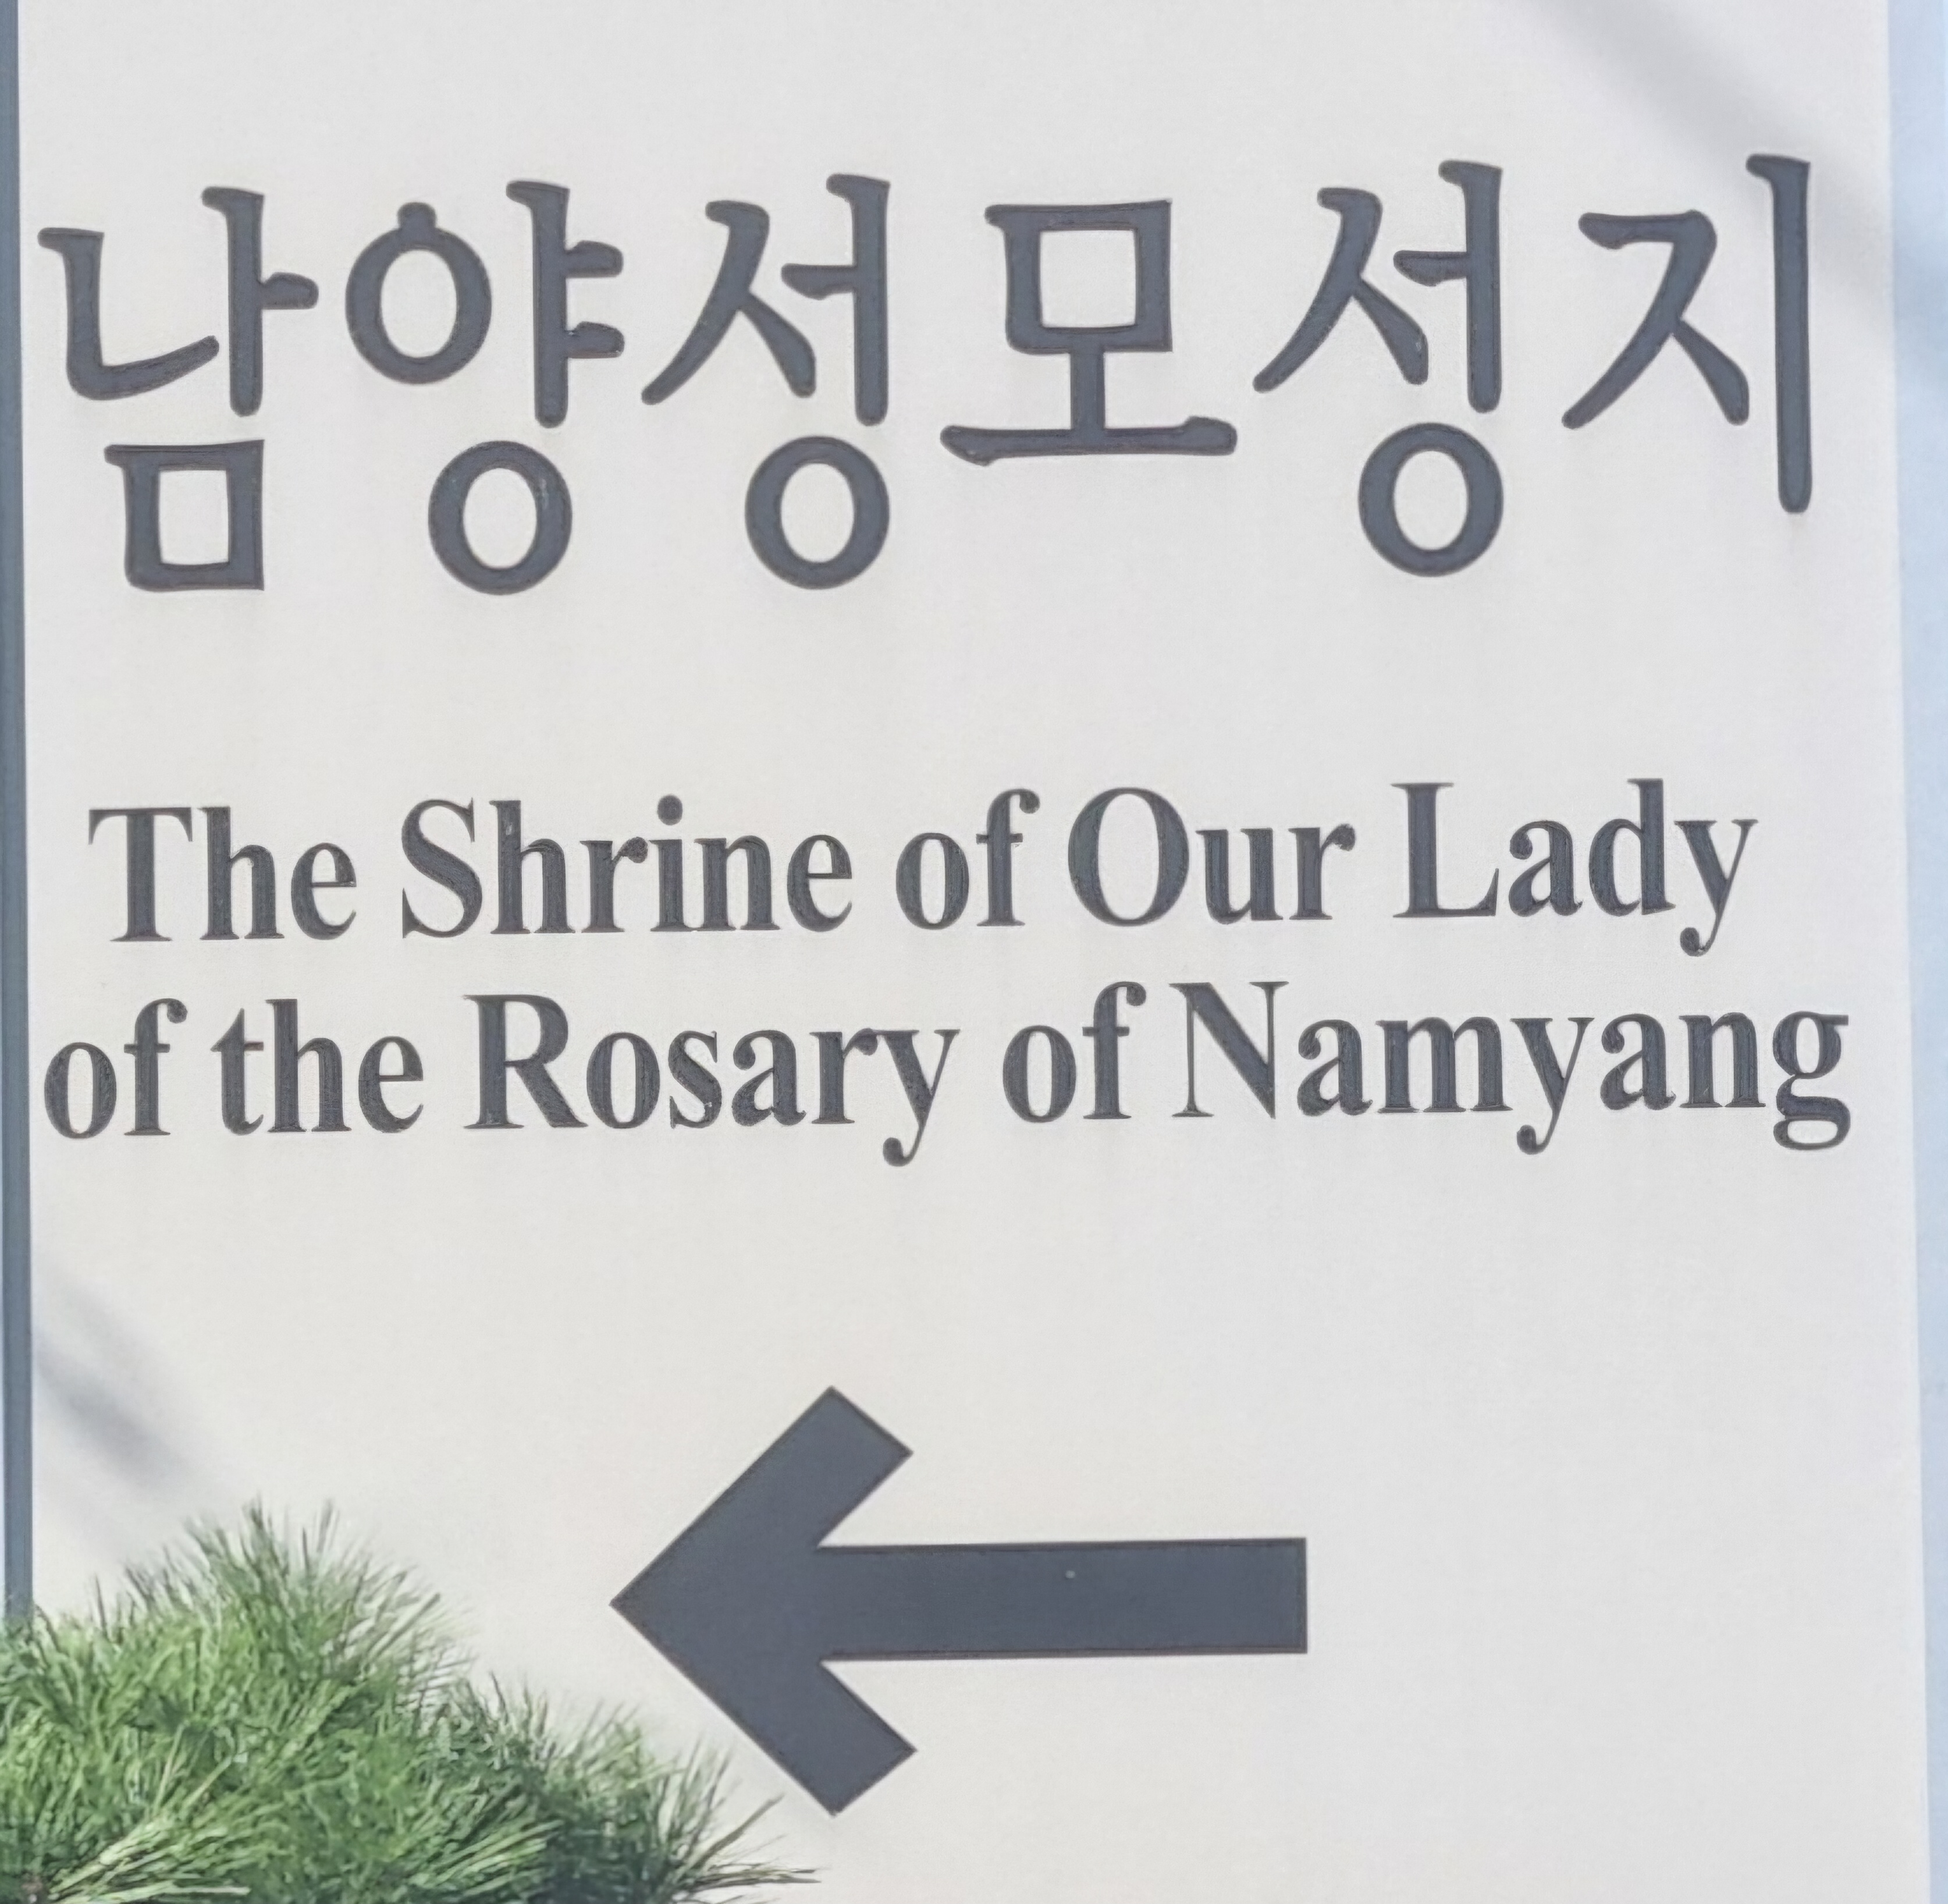 남양성모성지
The Shrine of Our Lady
of the Rosary of Namyang